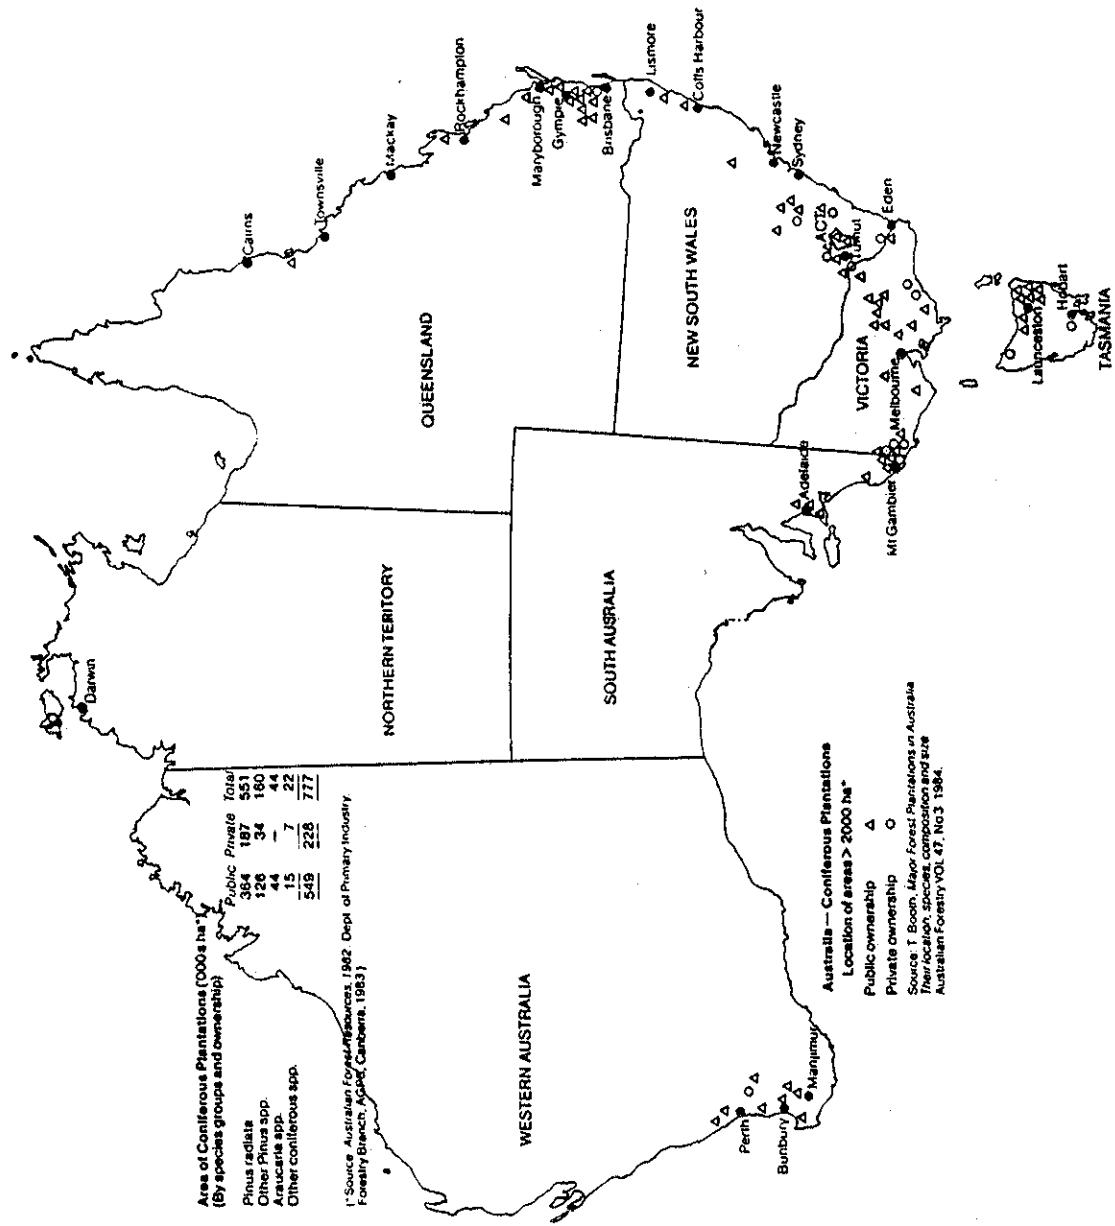 Area of Coniferous Plantations ('000s ha*)
(By species groups and ownership)
Public Private Total
Pinus radiata 364 187 551
Other Pinus spp. 126 34 160
Araucaria spp. 44 — 44
Other coniferous spp. 15 7 22
549 228 777
(* Source Australian Forest Resources, 1982. Dept of Primary Industry.
Forestry Branch, AGPS, Canberra, 1983)
Darwin
Cairns
Townsville
Mackay
Rockhampton
Maryborough
Gympie
Brisbane
Lismore
Coffs Harbour
Newcastle
Sydney
ACT
Tumut
Eden
NORTHERN TERITORY
QUEENSLAND
WESTERN AUSTRALIA
SOUTH AUSTRALIA
NEW SOUTH WALES
VICTORIA
Melbourne
Adelaide
Mt Gambier
Perth
Bunbury
Manjimup
Launceston
Hobart
TASMANIA
Australia — Coniferous Plantations
Location of areas > 2000 ha*
Public ownership △
Private ownership ○
Source: T. Boom, Major Forest Plantations in Australia
Their location, species, composition and size
Australian Forestry VOL 47, No 3 1984.